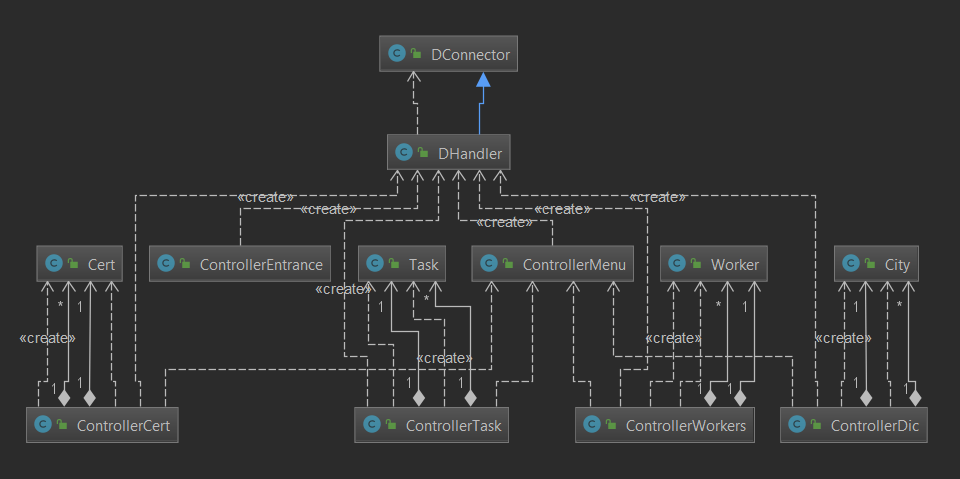 C DConnector
C DHandler
«create»
«create»
«create»
«create»
«create»
C Cert
C ControllerEntrance
C Task
C ControllerMenu
C Worker
C City
«create»
* 1
1 *
* 1
1 *
«create»
«create»
«create»
«create»
1 1
1 1
1 1
1 1
C ControllerCert
C ControllerTask
C ControllerWorkers
C ControllerDic